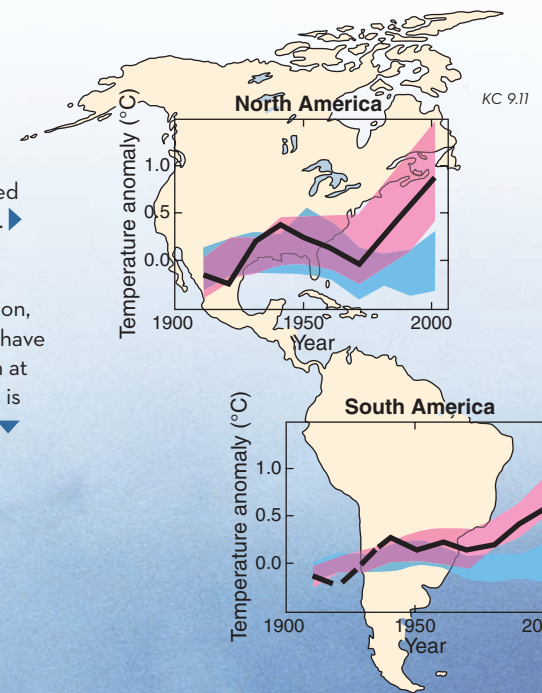 North America
KC 9.11
Temperature anomaly (°C)
1.0
0.5
0.0
1900
1950
2000
Year
ed
.
on,
have
n at
is
South America
Temperature anomaly (°C)
1.0
0.5
0.0
1900
1950
20
Year